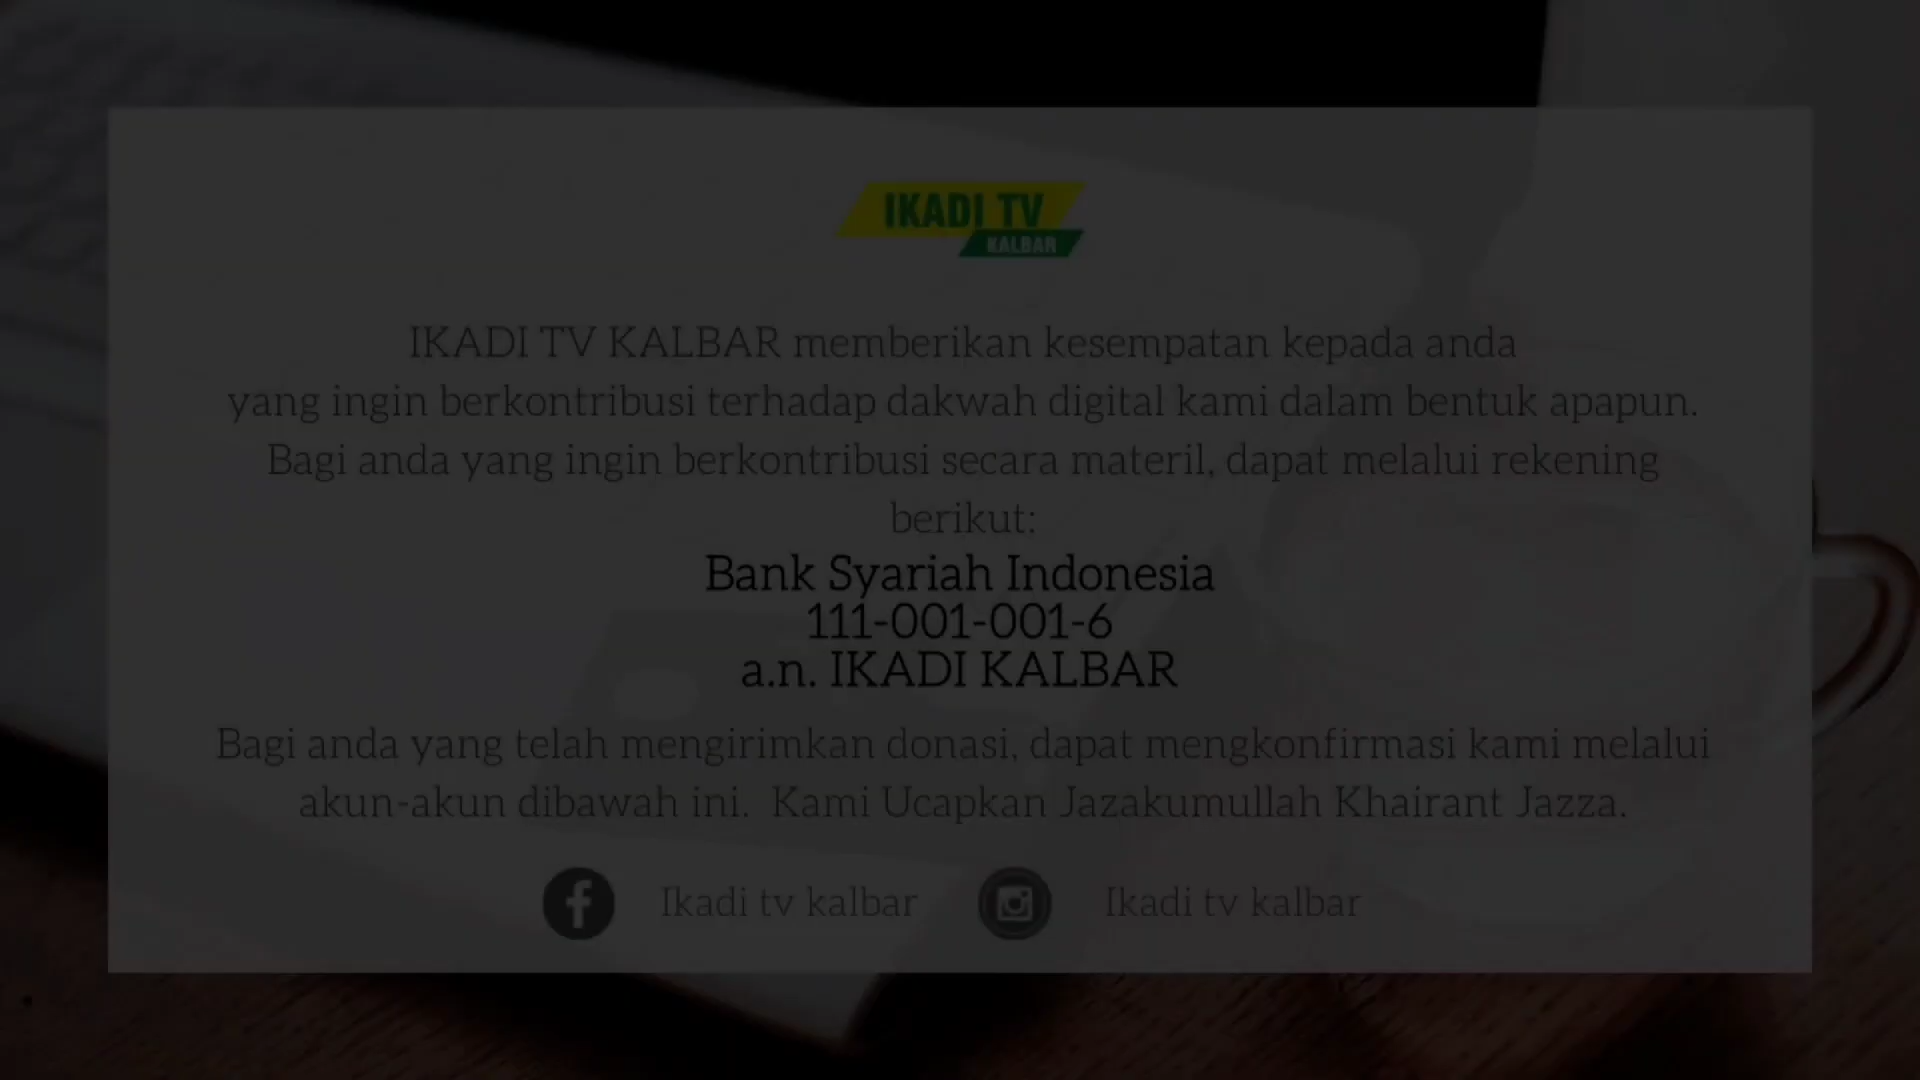 IKADI TV
KALBAR
IKADI TV KALBAR memberikan kesempatan kepada anda
yang ingin berkontribusi terhadap dakwah digital kami dalam bentuk apapun.
Bagi anda yang ingin berkontribusi secara materil, dapat melalui rekening
berikut:
Bank Syariah Indonesia
111-001-001-6
a.n. IKADI KALBAR
Bagi anda yang telah mengirimkan donasi, dapat mengkonfirmasi kami melalui
akun-akun dibawah ini. Kami Ucapkan Jazakumullah Khairant Jazza.
Ikadi tv kalbar Ikadi tv kalbar